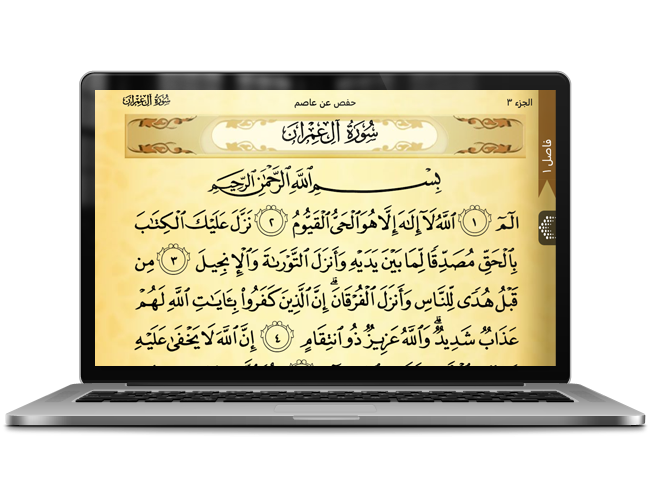 الجزء ٣ حفص عن عاصم سُورَةُ آلِ عِمْرَانَ
سُورَةُ آلِ عِمْرَانَ
فاصل ١
بِسْمِ ٱللَّهِ ٱلرَّحْمَٰنِ ٱلرَّحِيمِ
الٓمٓ ١ ٱللَّهُ لَآ إِلَٰهَ إِلَّا هُوَ ٱلْحَىُّ ٱلْقَيُّومُ ٢ نَزَّلَ عَلَيْكَ ٱلْكِتَٰبَ
بِٱلْحَقِّ مُصَدِّقًا لِّمَا بَيْنَ يَدَيْهِ وَأَنزَلَ ٱلتَّوْرَىٰةَ وَٱلْإِنجِيلَ ٣ مِن
قَبْلُ هُدًى لِّلنَّاسِ وَأَنزَلَ ٱلْفُرْقَانَ ۗ إِنَّ ٱلَّذِينَ كَفَرُوا۟ بِـَٔايَٰتِ ٱللَّهِ لَهُمْ
عَذَابٌ شَدِيدٌ ۗ وَٱللَّهُ عَزِيزٌ ذُو ٱنتِقَامٍ ٤ إِنَّ ٱللَّهَ لَا يَخْفَىٰ عَلَيْهِ